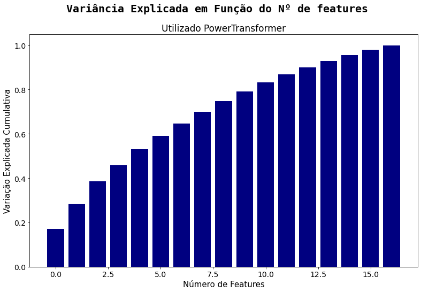 Variância Explicada em Função do Nº de features
Utilizado PowerTransformer
Variação Explicada Cumulativa
1.0
0.8
0.6
0.4
0.2
0.0
0.0 2.5 5.0 7.5 10.0 12.5 15.0
Número de Features